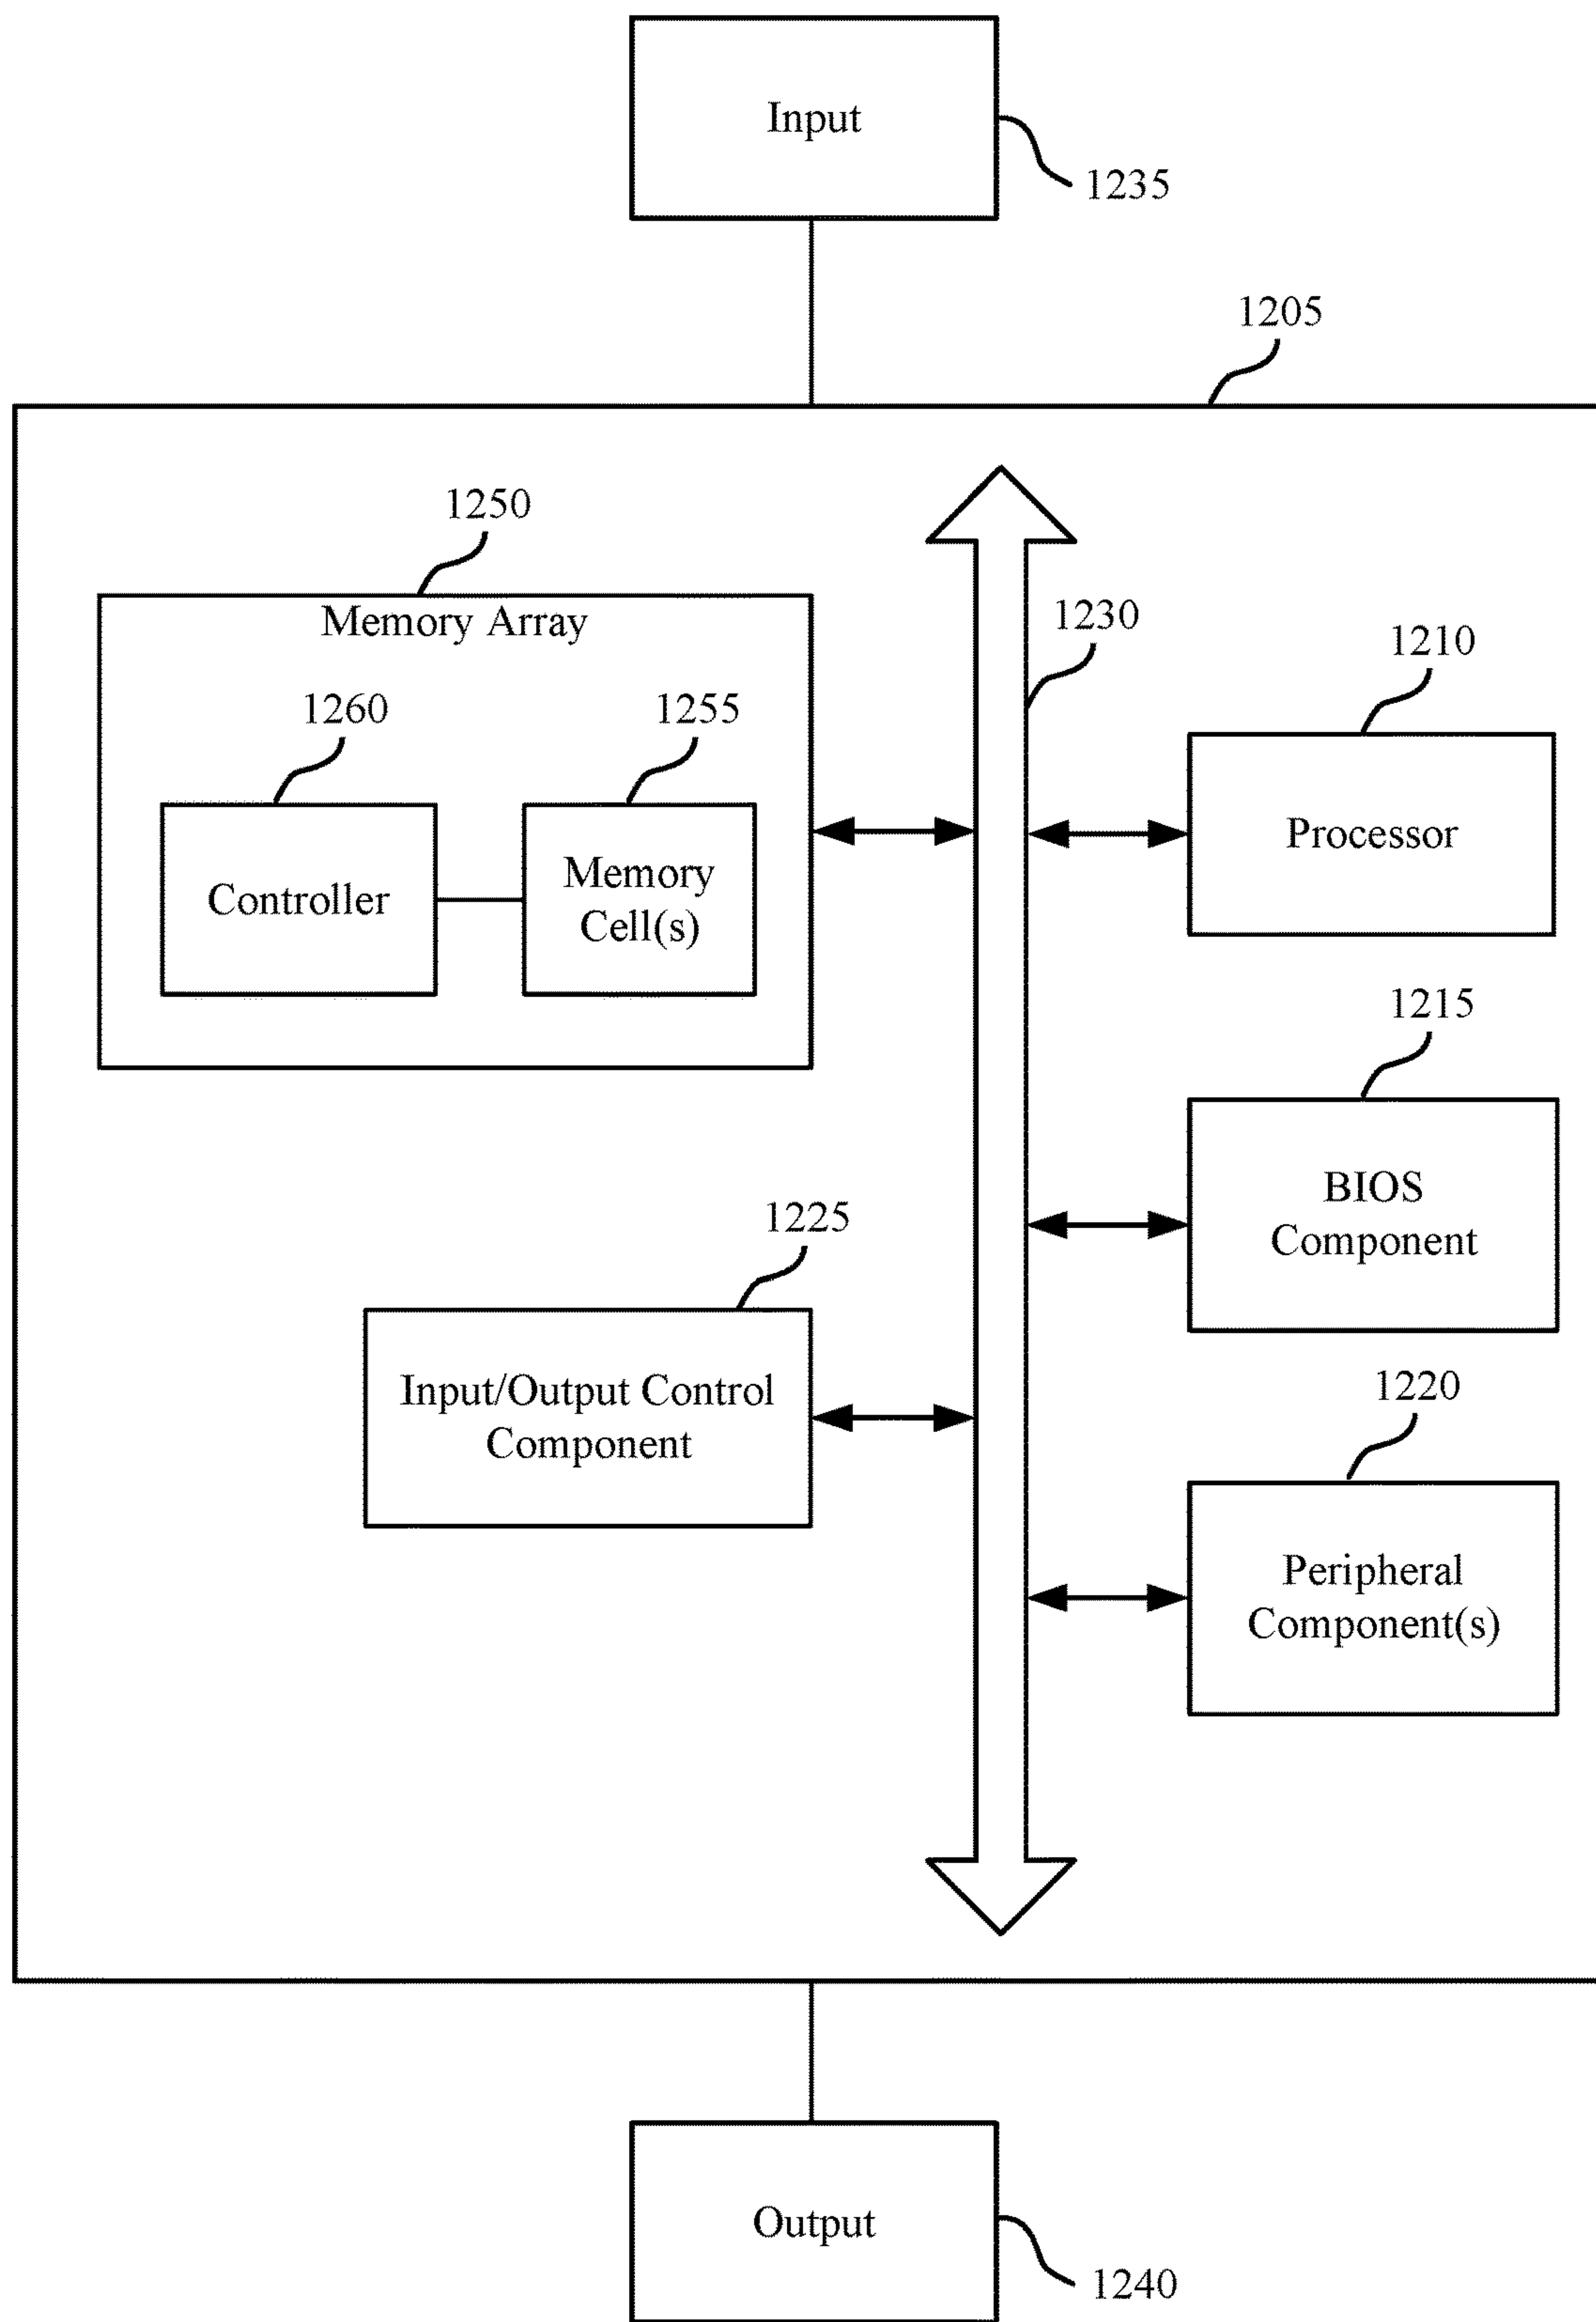 Input
1235
1205
1250
Memory Array
1230
1210
1260
1255
Processor
Controller
Memory
Cell(s)
1215
BIOS
Component
1225
Input/Output Control
Component
1220
Peripheral
Component(s)
Output
1240